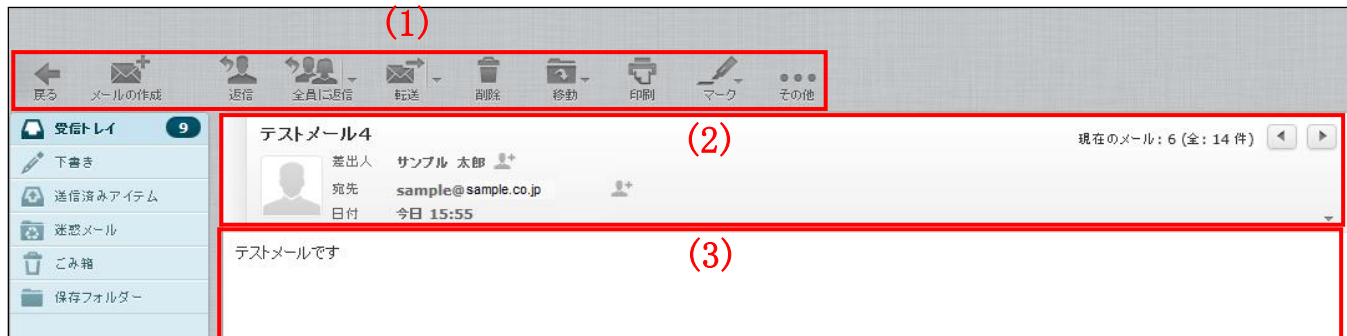 (1)
戻る メールの作成 返信 全員に返信 転送 削除 移動 印刷 マーク その他
受信トレイ 9
下書き
送信済みアイテム
迷惑メール
ごみ箱
保存フォルダー
(2)
テストメール4
現在のメール：6 (全：14 件)
差出人 サンプル 太郎
宛先 sample@sample.co.jp
日付 今日 15:55
(3)
テストメールです